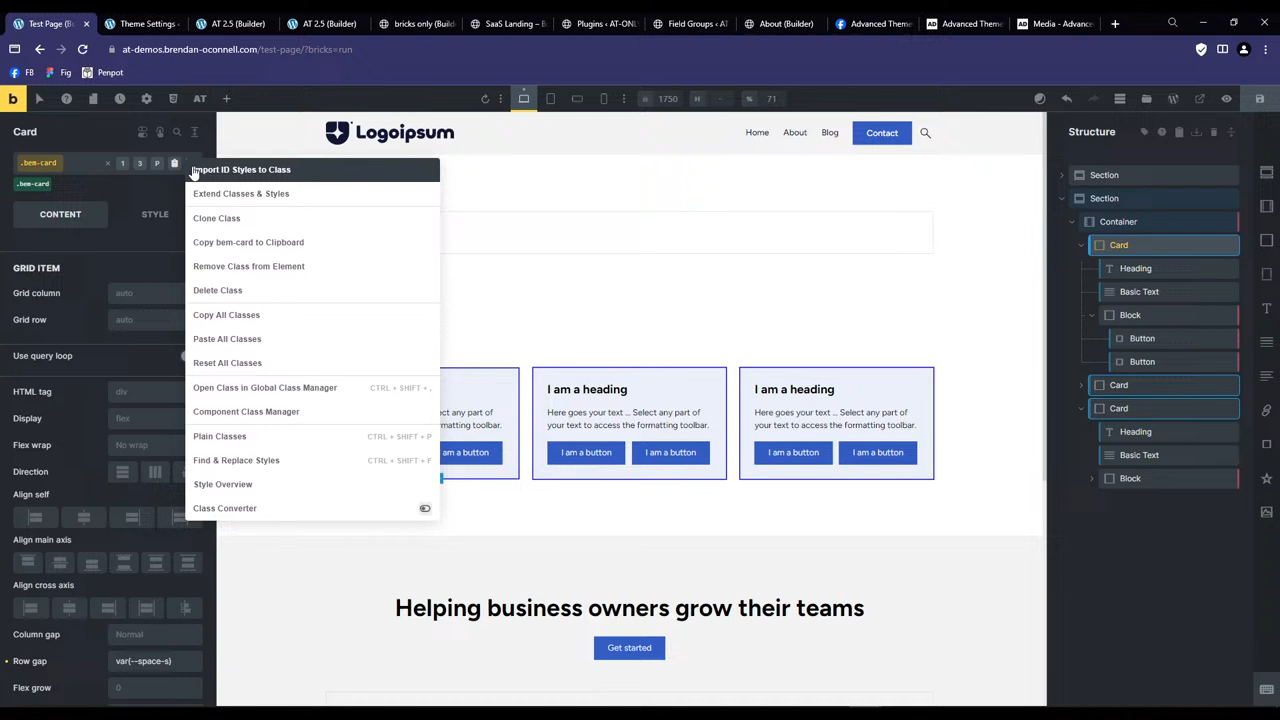 Test Page (B
Theme Settings
AT 2.5 (Builder)
AT 2.5 (Builder)
bricks only (Build
SaaS Landing – B
Plugins ‹ AT-ONL
Field Groups ‹ AT
About (Builder)
Advanced Theme
Advanced Theme
Media - Advance
at-demos.brendan-oconnell.com/test-page/?bricks=run
FB
Fig
Penpot
b
AT
1750
H
-
%
71
Card
.bem-card
1
3
P
.bem-card
CONTENT
STYLE
GRID ITEM
Grid column
auto
Grid row
auto
Use query loop
HTML tag
div
Display
flex
Flex wrap
No wrap
Direction
Align self
Align main axis
Align cross axis
Column gap
Normal
Row gap
var(--space-s)
Flex grow
0
Import ID Styles to Class
Extend Classes & Styles
Clone Class
Copy bem-card to Clipboard
Remove Class from Element
Delete Class
Copy All Classes
Paste All Classes
Reset All Classes
Open Class in Global Class Manager
CTRL + SHIFT + ,
Component Class Manager
Plain Classes
CTRL + SHIFT + P
Find & Replace Styles
CTRL + SHIFT + F
Style Overview
Class Converter
Logoipsum
Home
About
Blog
Contact
ect any part of
rmatting toolbar.
am a button
I am a heading
Here goes your text ... Select any part of
your text to access the formatting toolbar.
I am a button
I am a button
I am a heading
Here goes your text ... Select any part of
your text to access the formatting toolbar.
I am a button
I am a button
Helping business owners grow their teams
Get started
Structure
Section
Section
Container
Card
Heading
Basic Text
Block
Button
Button
Card
Card
Heading
Basic Text
Block